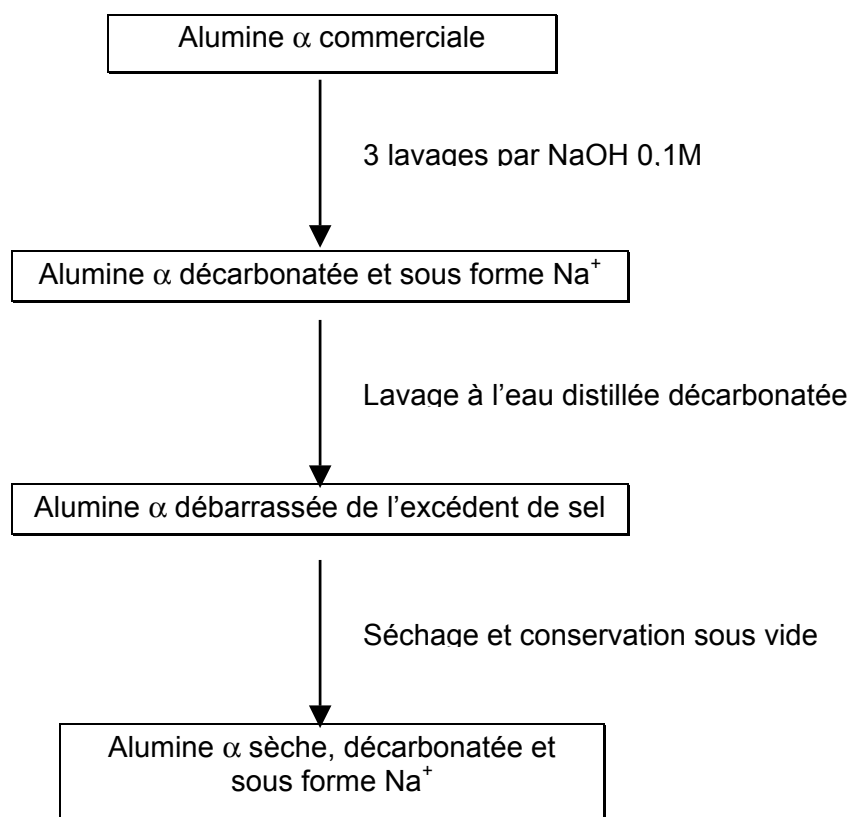 Alumine α commerciale
3 lavages par NaOH 0,1M
Alumine α décarbonatée et sous forme Na⁺
Lavage à l’eau distillée décarbonatée
Alumine α débarrassée de l’excédent de sel
Séchage et conservation sous vide
Alumine α sèche, décarbonatée et
sous forme Na⁺